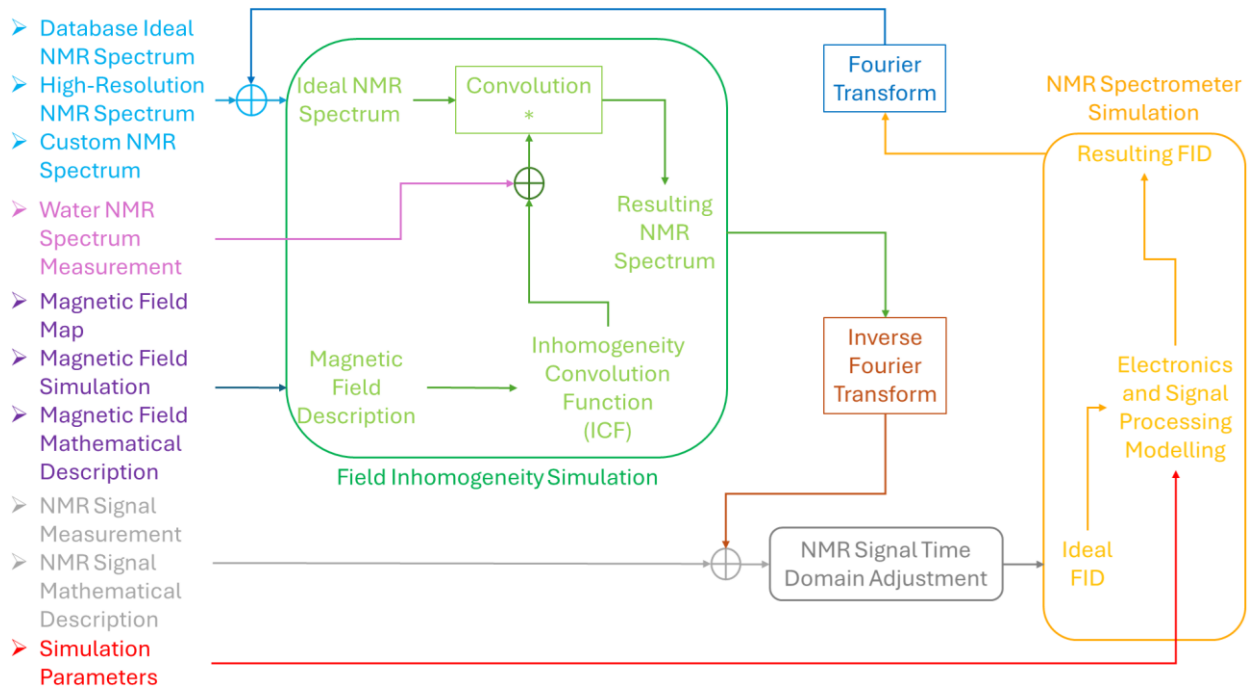 ➢ Database Ideal
NMR Spectrum
➢ High-Resolution
NMR Spectrum
➢ Custom NMR
Spectrum
➢ Water NMR
Spectrum
Measurement
➢ Magnetic Field
Map
➢ Magnetic Field
Simulation
➢ Magnetic Field
Mathematical
Description
➢ NMR Signal
Measurement
➢ NMR Signal
Mathematical
Description
➢ Simulation
Parameters
Ideal NMR
Spectrum
Convolution
*
Resulting
NMR
Spectrum
Magnetic
Field
Description
Inhomogeneity
Convolution
Function
(ICF)
Field Inhomogeneity Simulation
Fourier
Transform
Inverse
Fourier
Transform
NMR Signal Time
Domain Adjustment
NMR Spectrometer
Simulation
Resulting FID
Electronics
and Signal
Processing
Modelling
Ideal
FID